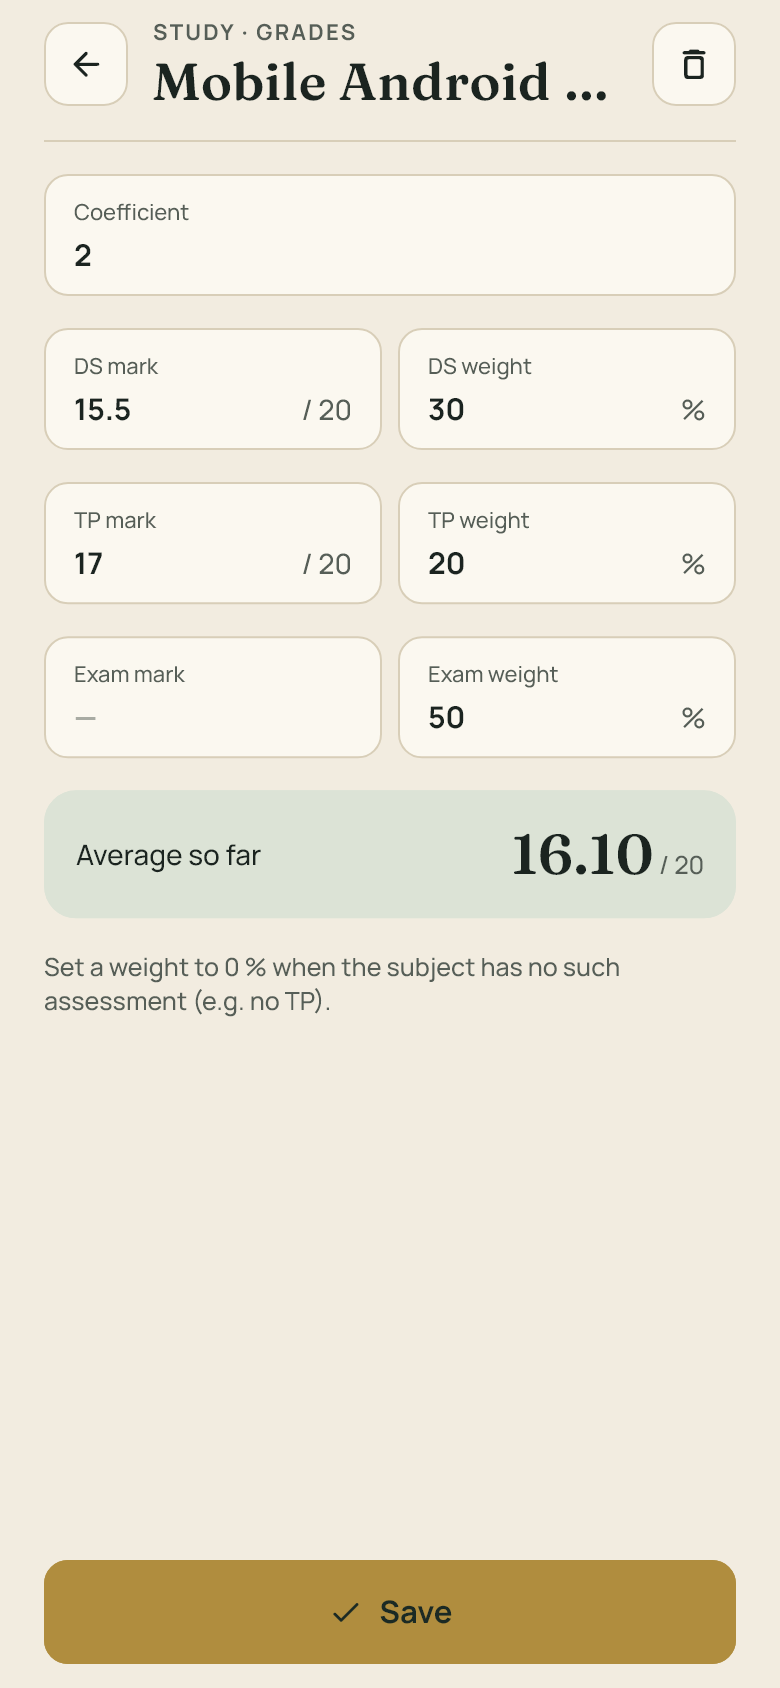 STUDY · GRADES
Mobile Android ...
Coefficient
2
DS mark
15.5 / 20
DS weight
30 %
TP mark
17 / 20
TP weight
20 %
Exam mark
—
Exam weight
50 %
Average so far
16.10 / 20
Set a weight to 0 % when the subject has no such
assessment (e.g. no TP).
Save